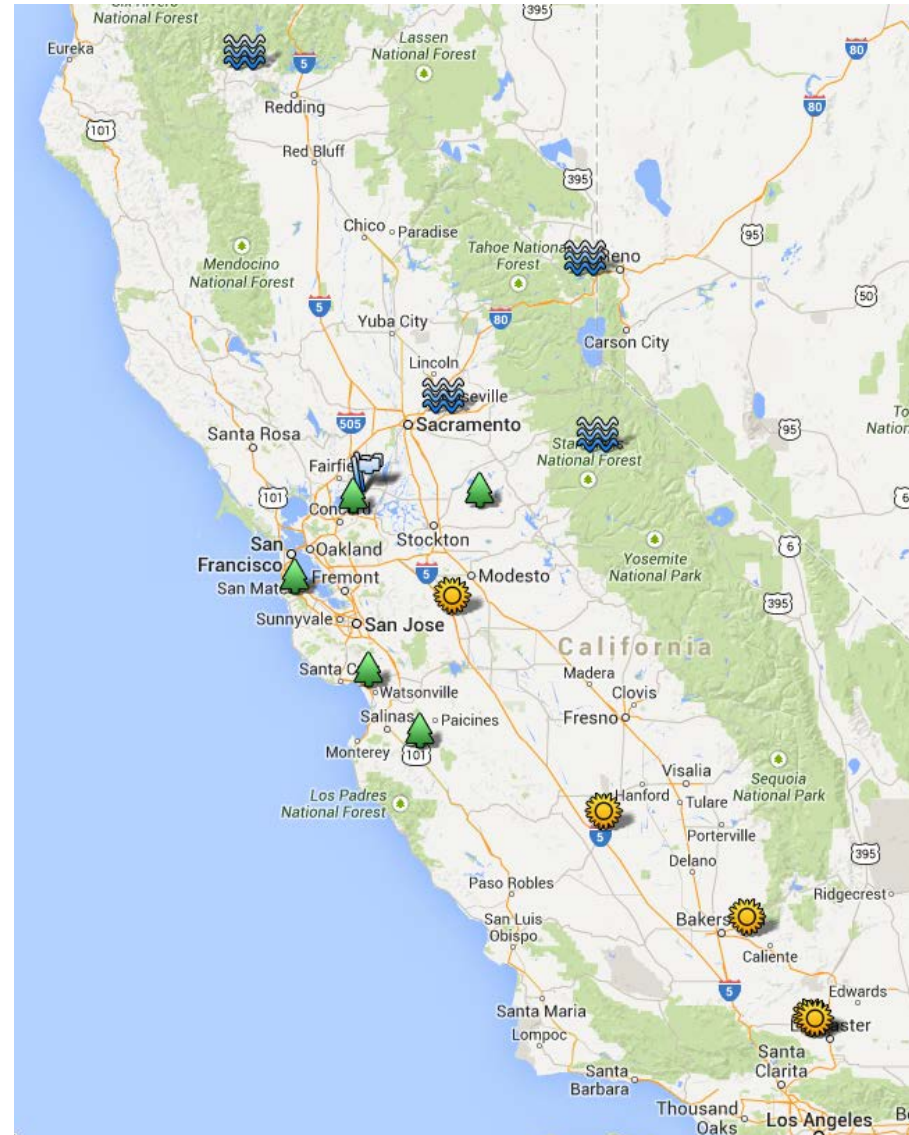 395
National Forest
Eureka
Lassen
National Forest
5
80
Redding
80
101
Red Bluff
395
Chico
Paradise
95
Tahoe National
Forest
Mendocino
National Forest
50
5
Yuba City
80
Carson City
Lincoln
505
Sacramento
95
Santa Rosa
National Forest
101
Stockton
6
San
Francisco
Oakland
Yosemite
National Park
6
5
Modesto
Fremont
395
Sunnyvale
San Jose
California
Madera
Watsonville
Clovis
Salinas
Paicines
Fresno
Monterey
101
Visalia
Sequoia
National Park
Los Padres
National Forest
Hanford
Tulare
5
Porterville
395
Delano
Paso Robles
Ridgecrest
San Luis
Obispo
Caliente
5
Edwards
Santa Maria
Lompoc
Santa
Clarita
Santa
Barbara
Thousand
Oaks
Los Angeles